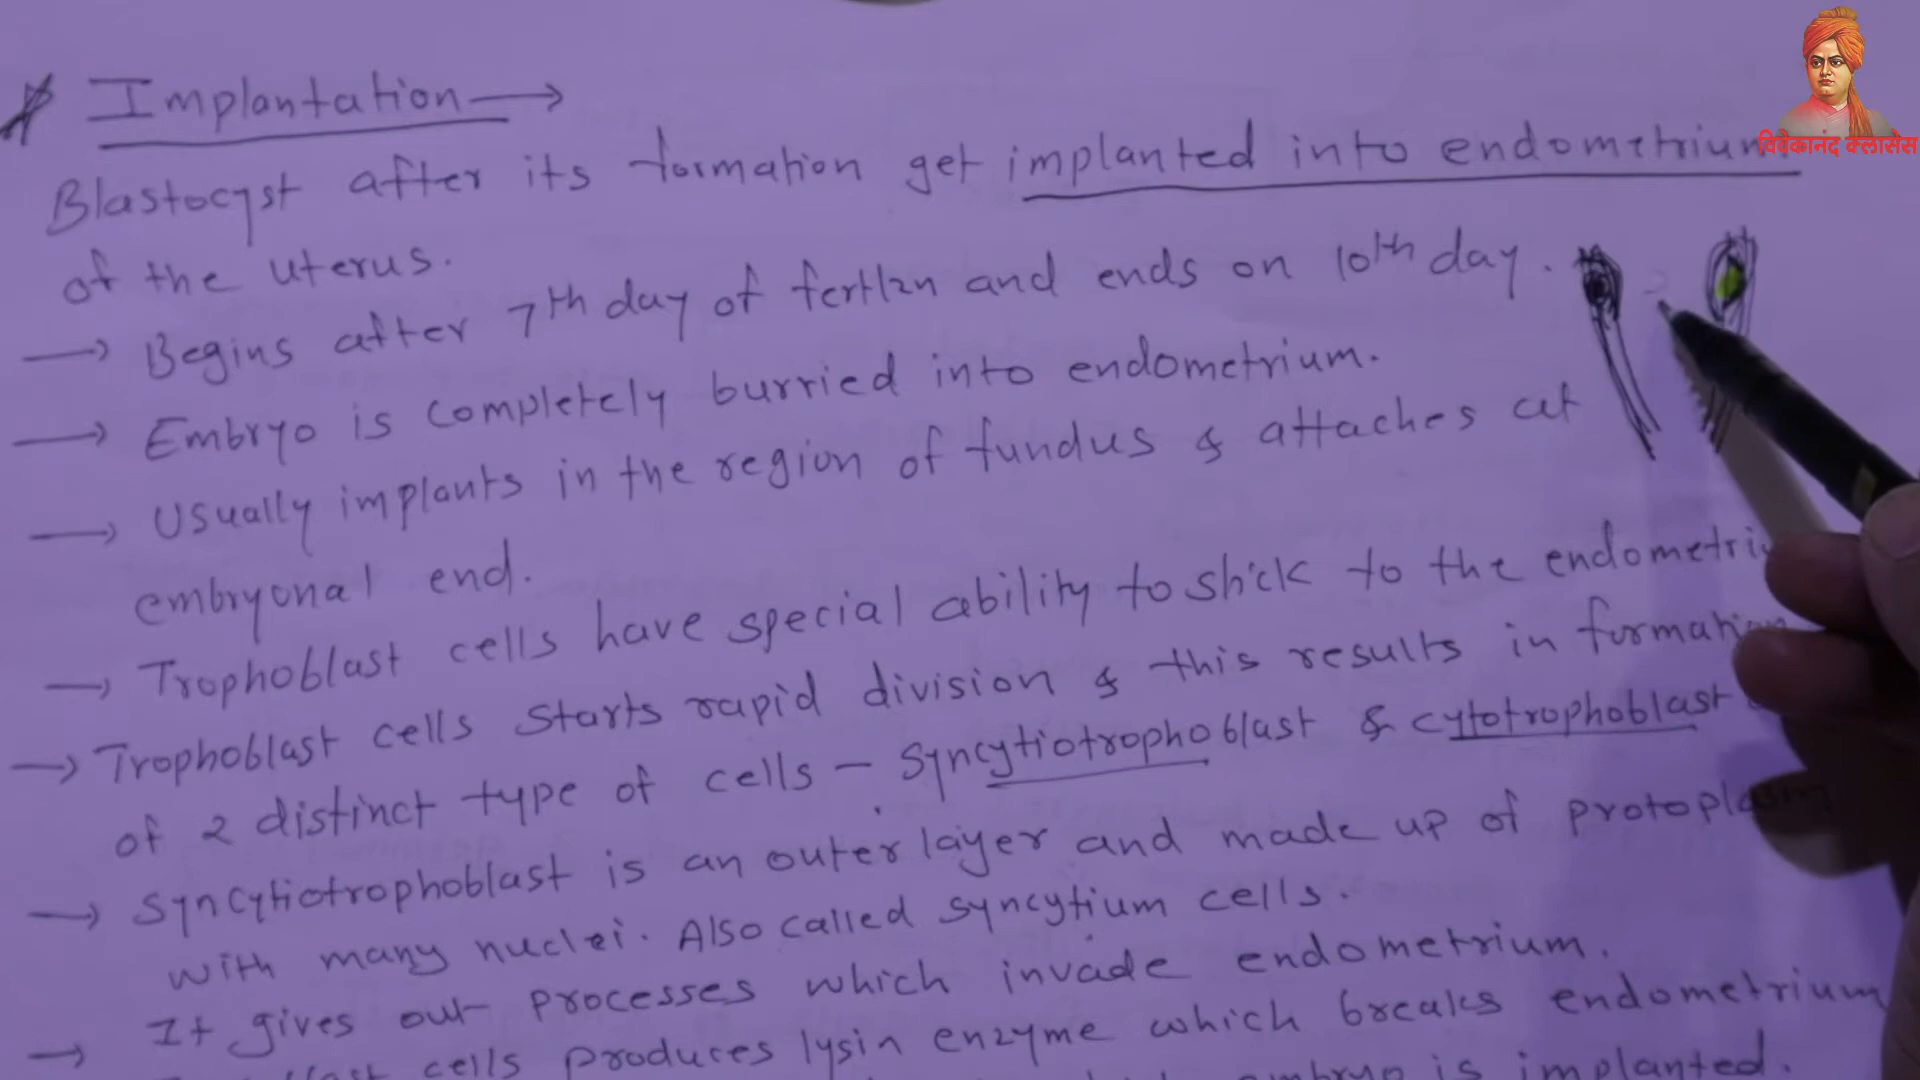 Implantation →
Blastocyst after its formation get implanted into endometrium
of the uterus.
→ Begins after 7th day of fertlzn and ends on 10th day.
→ Embryo is completely burried into endometrium.
→ Usually implants in the region of fundus & attaches at
embryonal end.
→ Trophoblast cells have special ability to stick to the endometri
→ Trophoblast cells starts rapid division & this results in formation
of 2 distinct type of cells – syncytiotrophoblast & cytotrophoblast
→ Syncytiotrophoblast is an outer layer and made up of protoplasm
with many nuclei. Also called syncytium cells.
→ It gives out processes which invade endometrium.
cells produces lysin enzyme which breaks endometrium
embryo is implanted.
विवेकानंद क्लासेस